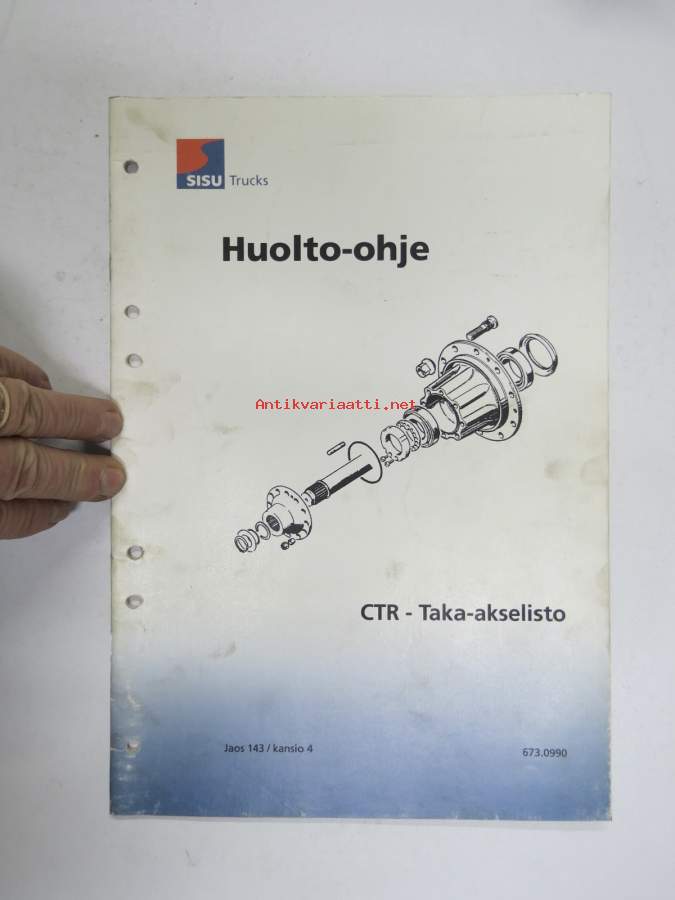 SISU Trucks
Huolto-ohje
Antikvariaatti.net
CTR - Taka-akselisto
Jaos 143 / kansio 4 673.0990